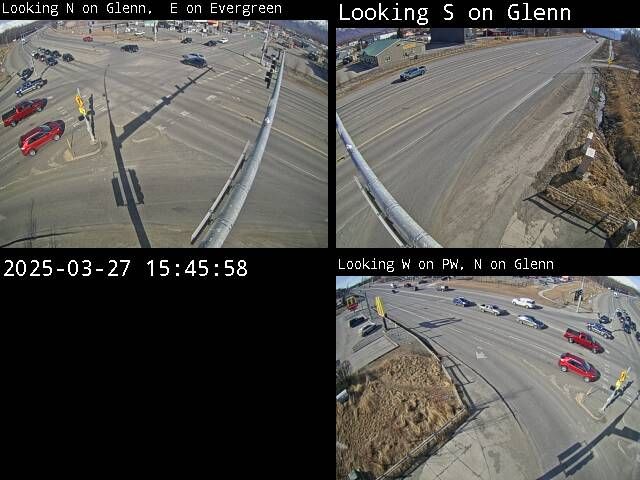 Looking N on Glenn, E on Evergreen
Looking S on Glenn
2025-03-27 15:45:58
Looking W on PW, N on Glenn